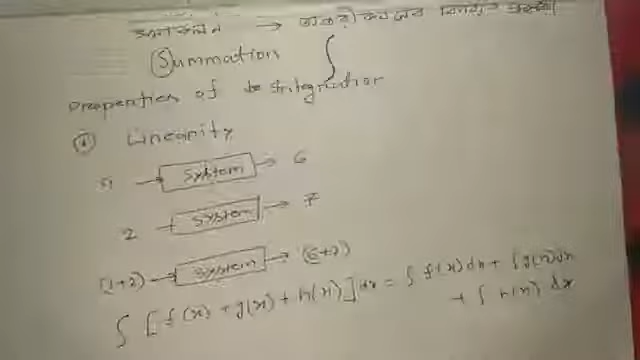 →
Summation ∫
Properties of Integration
① Linearity
→ System → 6
2 → System → 7
(1+2) → System → (6+7)
∫ [f(x) + g(x) + h(x)] dx = ∫ f(x) dx + ∫ g(x) dx
+ ∫ h(x) dx